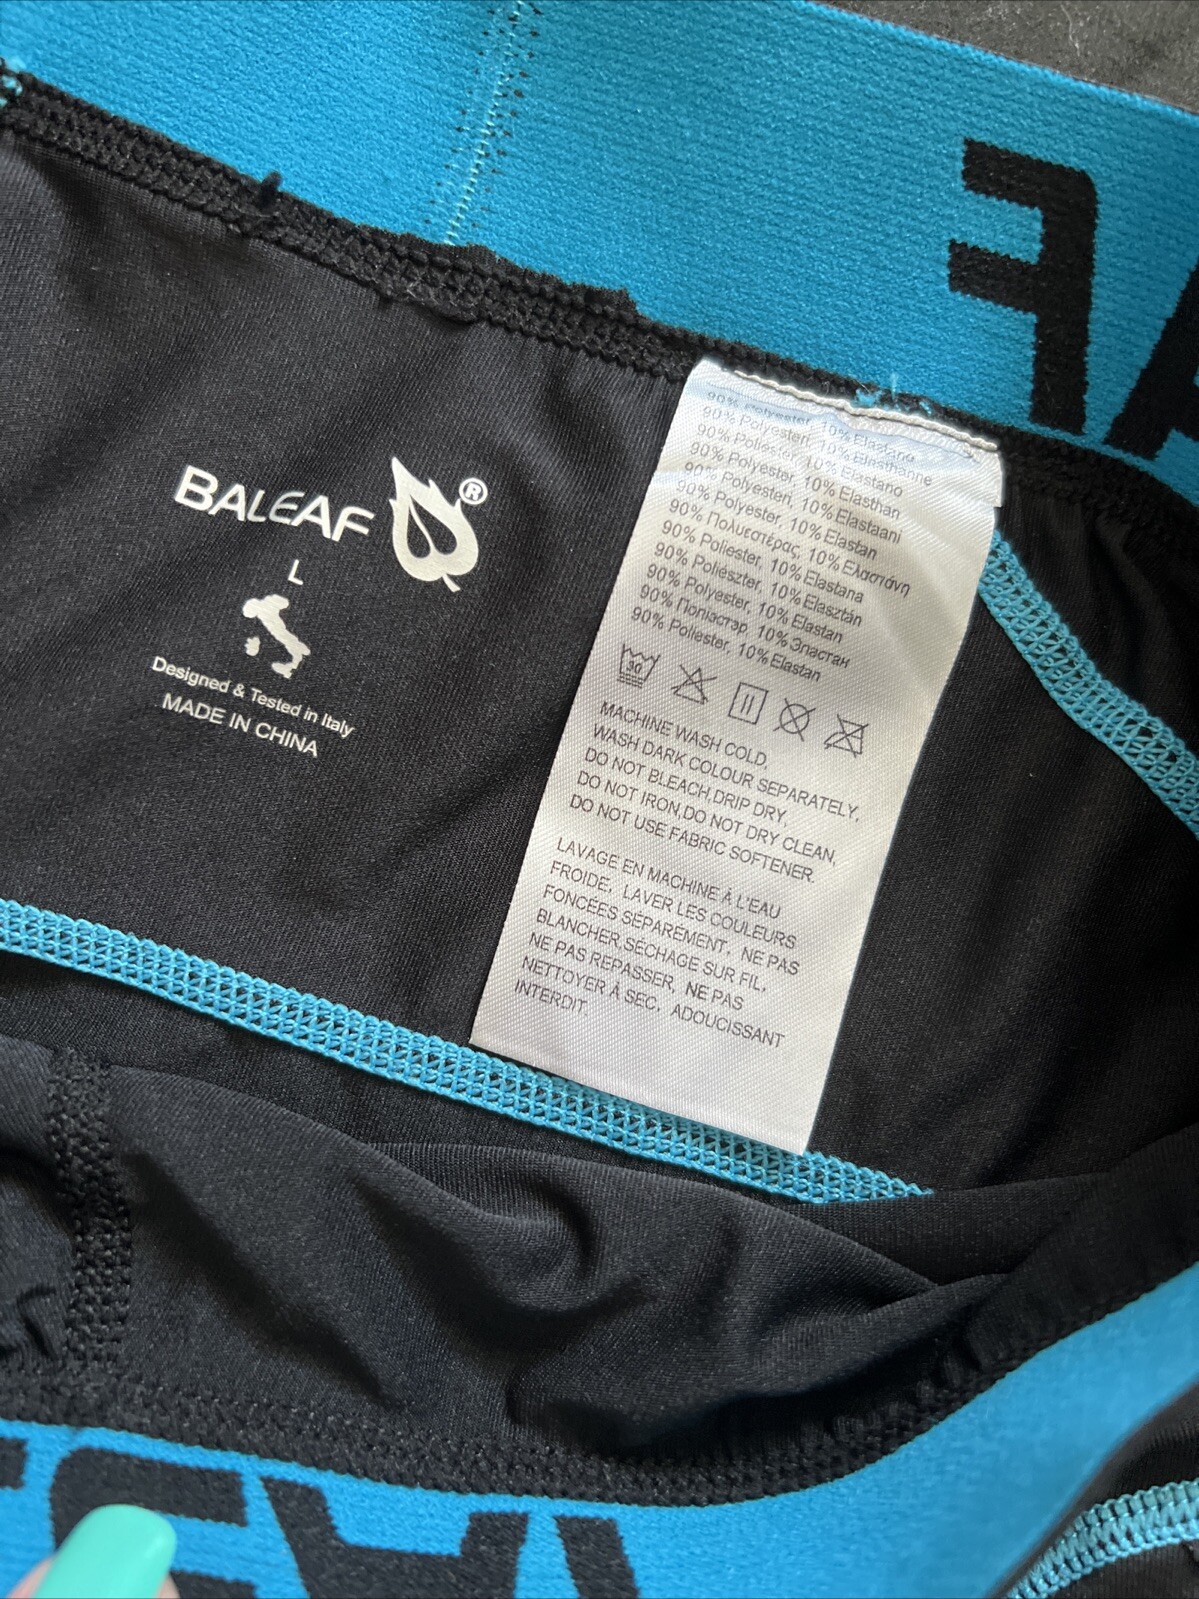 BALEAF®
L
Designed & Tested in Italy
MADE IN CHINA
90% Polyester, 10% Elastane
90% Polyesteri, 10% Elasthanne
90% Poliester, 10% Elastano
90% Polyester, 10% Elasthan
90% Polyesteri, 10% Elastaani
90% Polyester, 10% Elastan
90% Πολυεστέρας, 10% Ελαστάνη
90% Poliester, 10% Elastana
90% Poliészter, 10% Elasztán
90% Polyester, 10% Elastan
90% Поліастэр, 10% Эластан
90% Poliester, 10% Elastan
30
MACHINE WASH COLD,
WASH DARK COLOUR SEPARATELY,
DO NOT BLEACH,DRIP DRY,
DO NOT IRON,DO NOT DRY CLEAN,
DO NOT USE FABRIC SOFTENER.
LAVAGE EN MACHINE À L'EAU
FROIDE, LAVER LES COULEURS
FONCÉES SÉPARÉMENT, NE PAS
BLANCHER,SÉCHAGE SUR FIL,
NE PAS REPASSER, NE PAS
NETTOYER À SEC, ADOUCISSANT
INTERDIT.